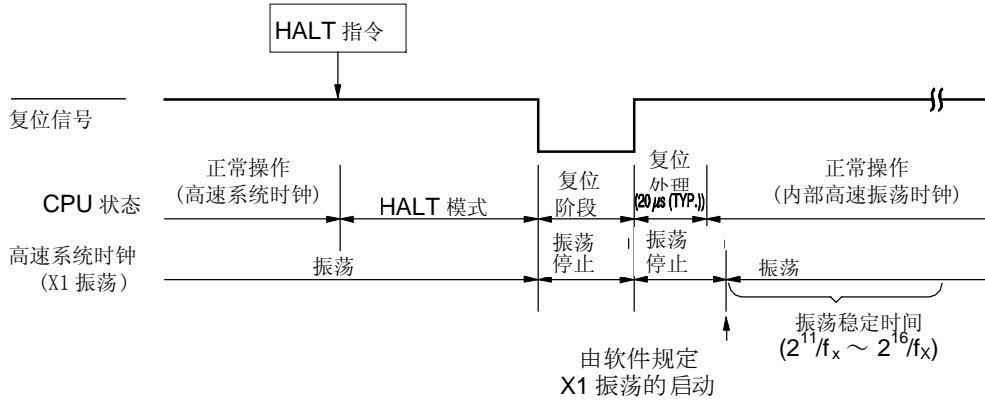 HALT 指令
复位信号
正常操作
(高速系统时钟)
复位
阶段
复位
处理
(20 μs (TYP.))
正常操作
(内部高速振荡时钟)
CPU 状态
HALT 模式
高速系统时钟
(X1 振荡)
振荡
振荡
停止
振荡
停止
振荡
振荡稳定时间
(2¹¹/fx ～ 2¹⁶/fx)
由软件规定
X1 振荡的启动